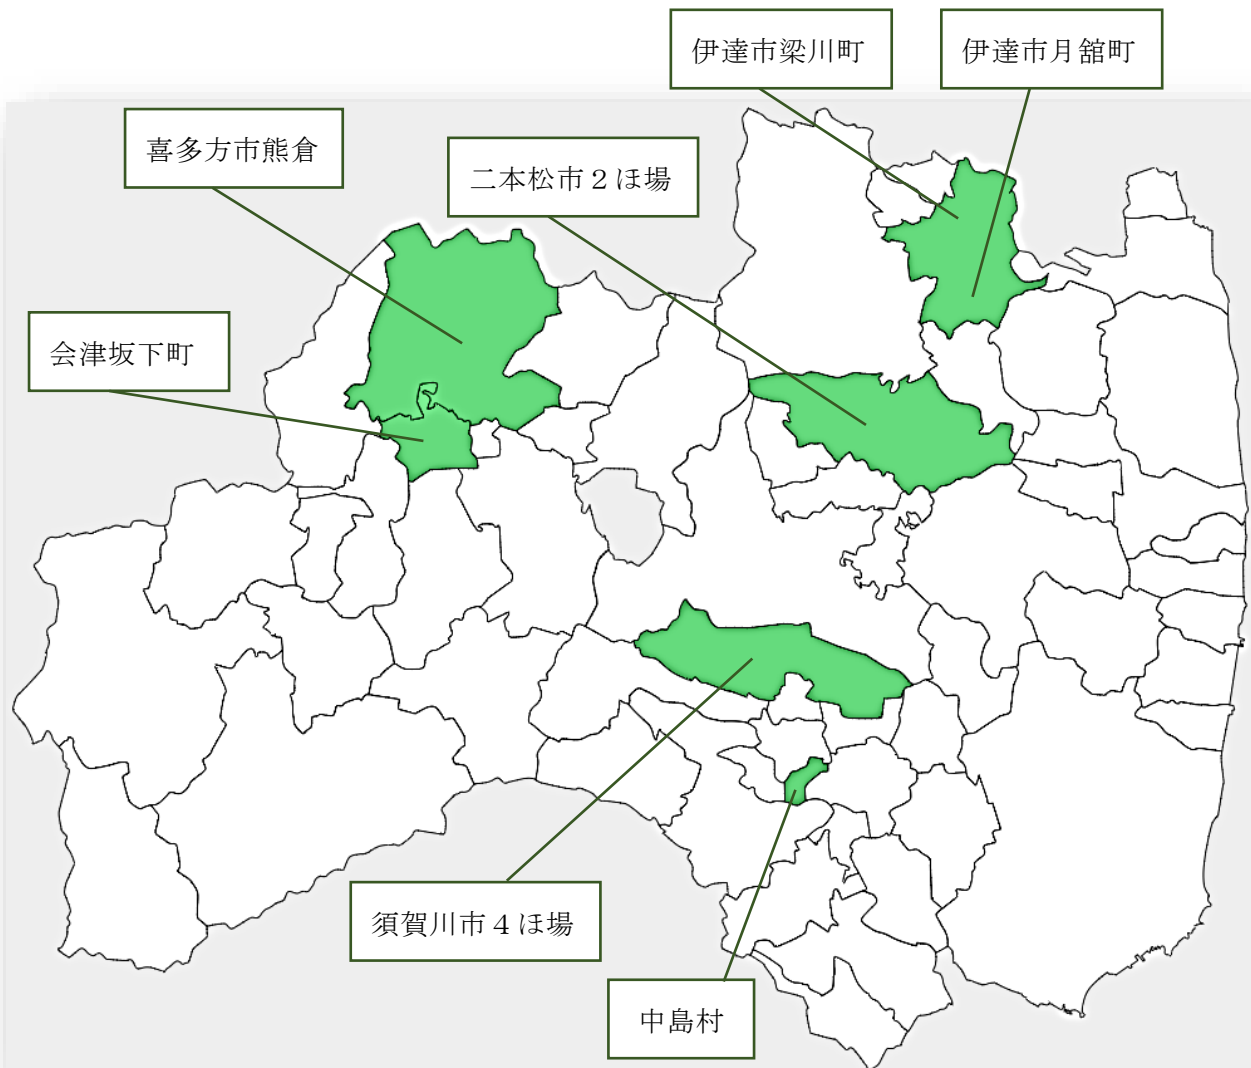 伊達市梁川町
伊達市月舘町
喜多方市熊倉
二本松市２ほ場
会津坂下町
須賀川市４ほ場
中島村